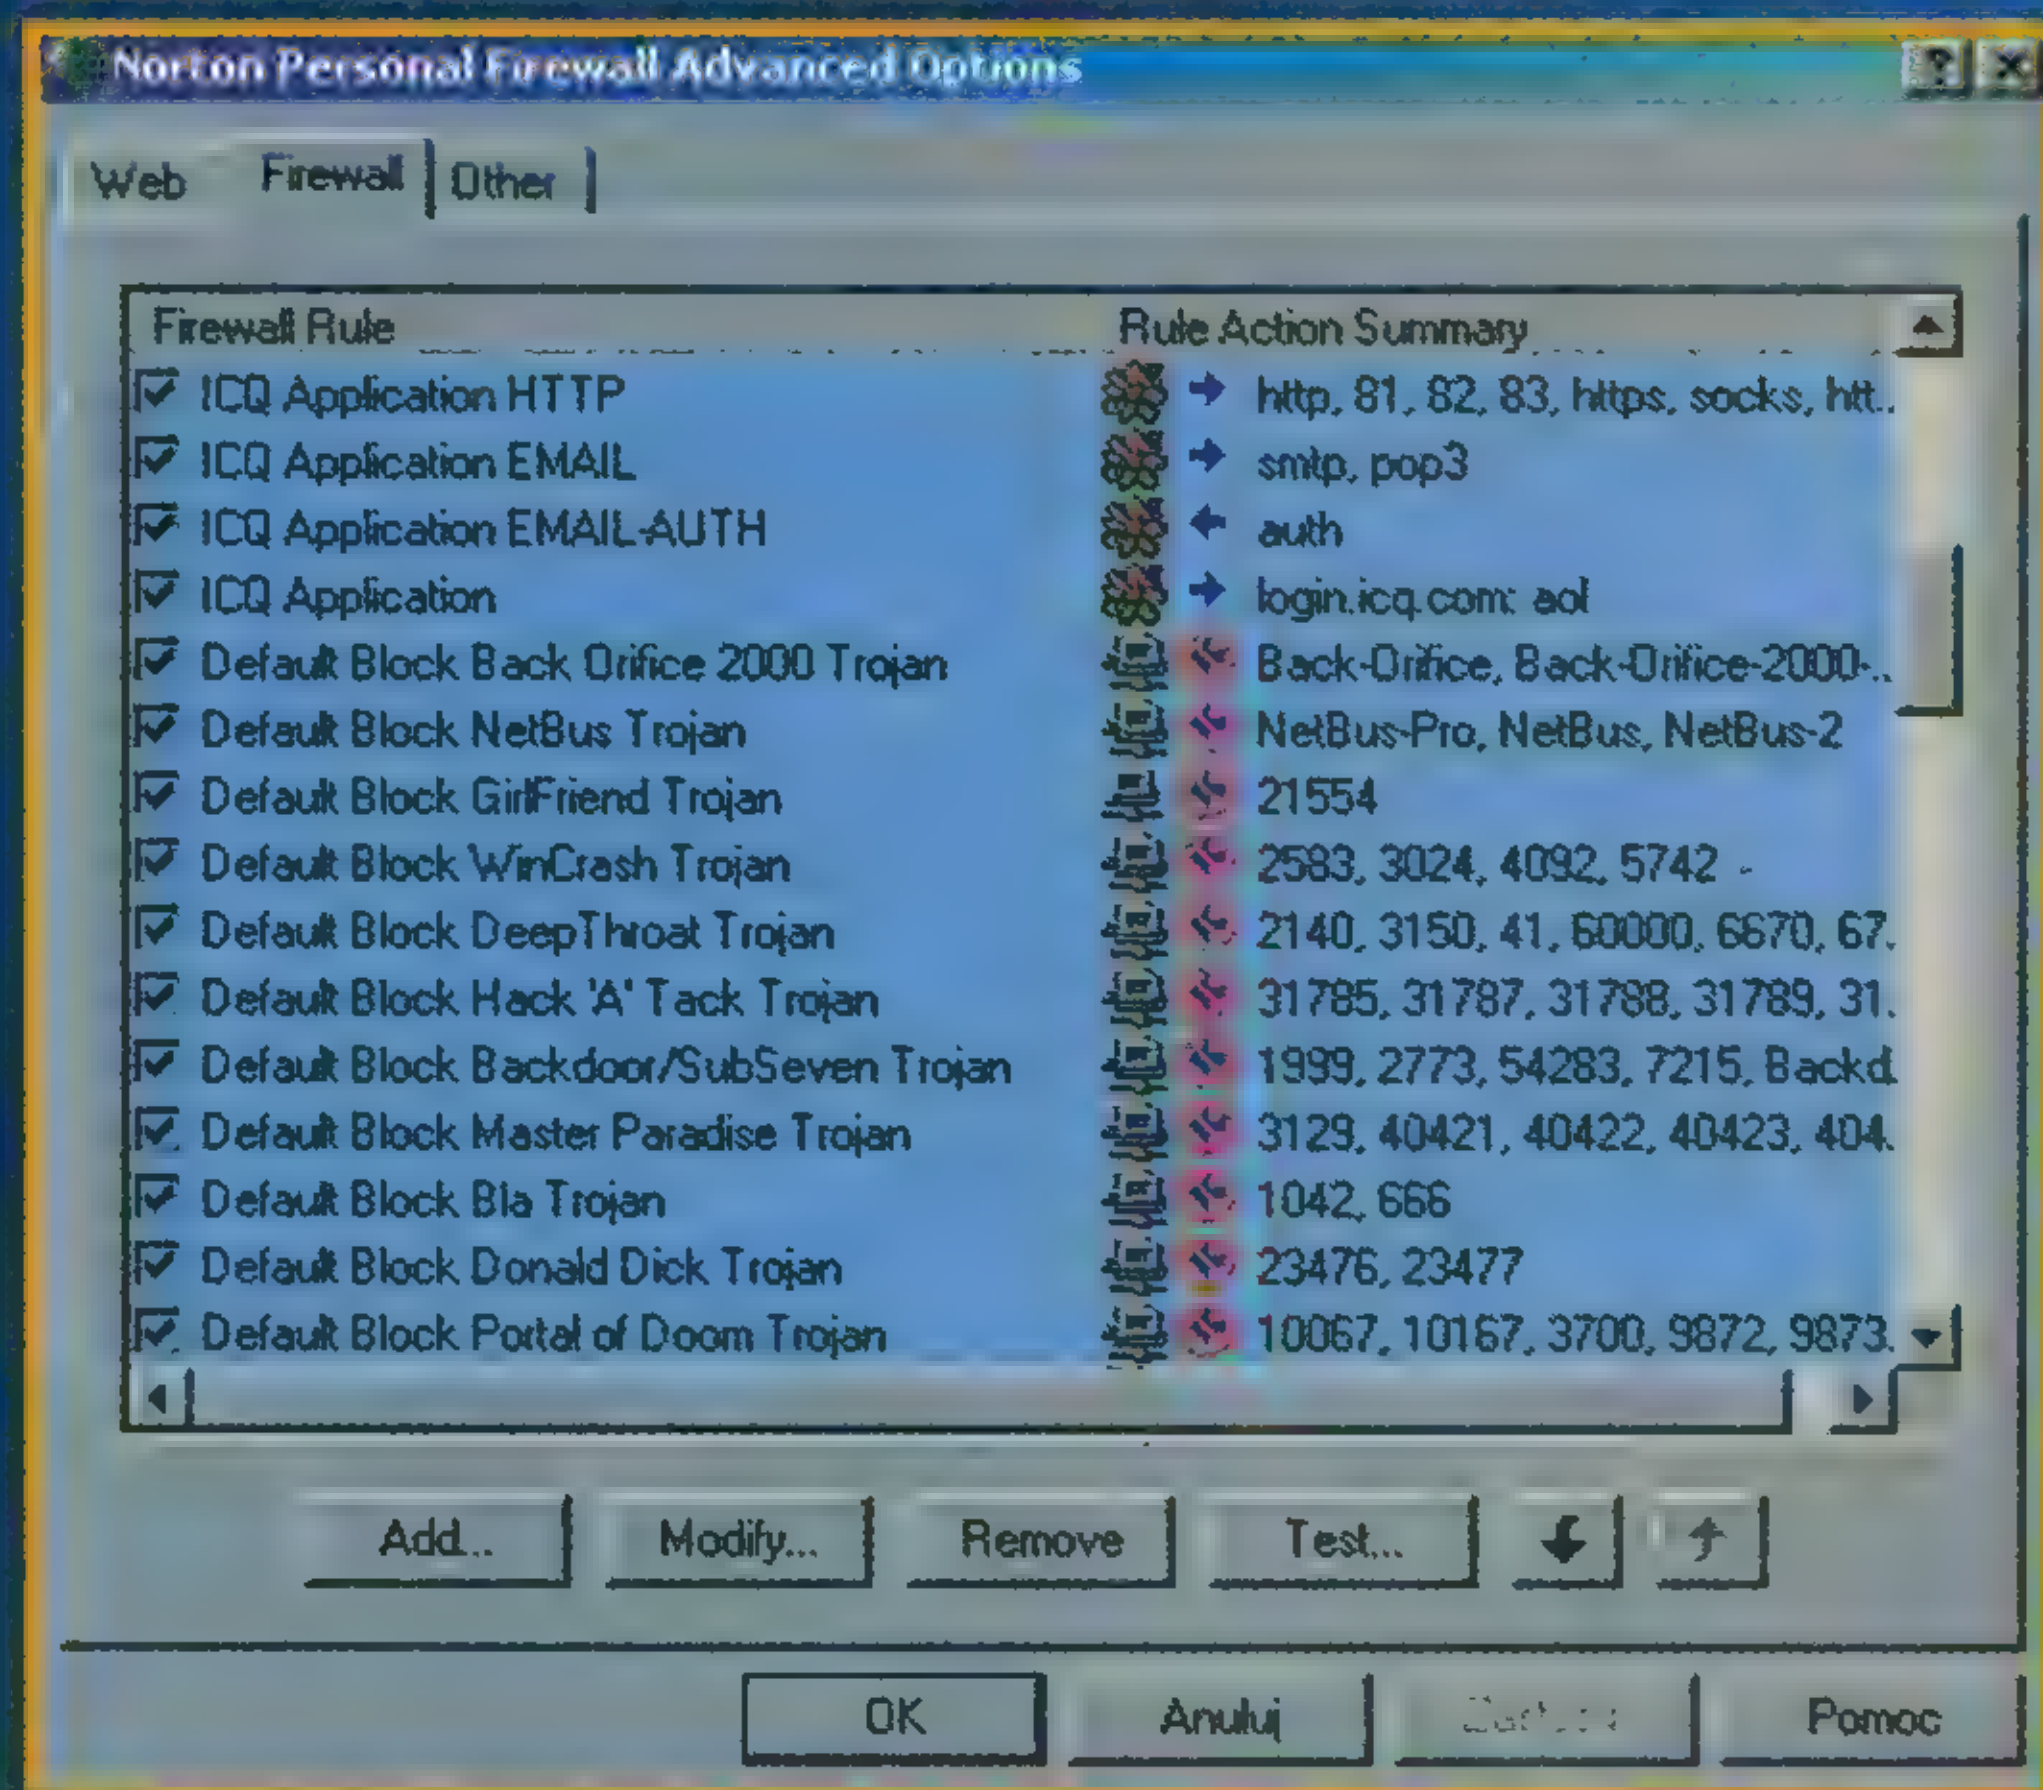 Norton Personal Firewall Advanced Options
Web Firewall Other
Firewall Rule Rule Action Summary
ICQ Application HTTP http, 81, 82, 83, https, socks, htt..
ICQ Application EMAIL smtp, pop3
ICQ Application EMAIL-AUTH auth
ICQ Application login.icq.com: aol
Default Block Back Orifice 2000 Trojan Back-Orifice, Back-Orifice-2000-..
Default Block NetBus Trojan NetBus-Pro, NetBus, NetBus-2
Default Block GirlFriend Trojan 21554
Default Block WinCrash Trojan 2583, 3024, 4092, 5742
Default Block DeepThroat Trojan 2140, 3150, 41, 60000, 6670, 67.
Default Block Hack 'A' Tack Trojan 31785, 31787, 31788, 31789, 31.
Default Block Backdoor/SubSeven Trojan 1999, 2773, 54283, 7215, Backd
Default Block Master Paradise Trojan 3129, 40421, 40422, 40423, 404.
Default Block Bla Trojan 1042, 666
Default Block Donald Dick Trojan 23476, 23477
Default Block Portal of Doom Trojan 10067, 10167, 3700, 9872, 9873.
Add... Modify... Remove Test...
OK Anuluj Pomoc